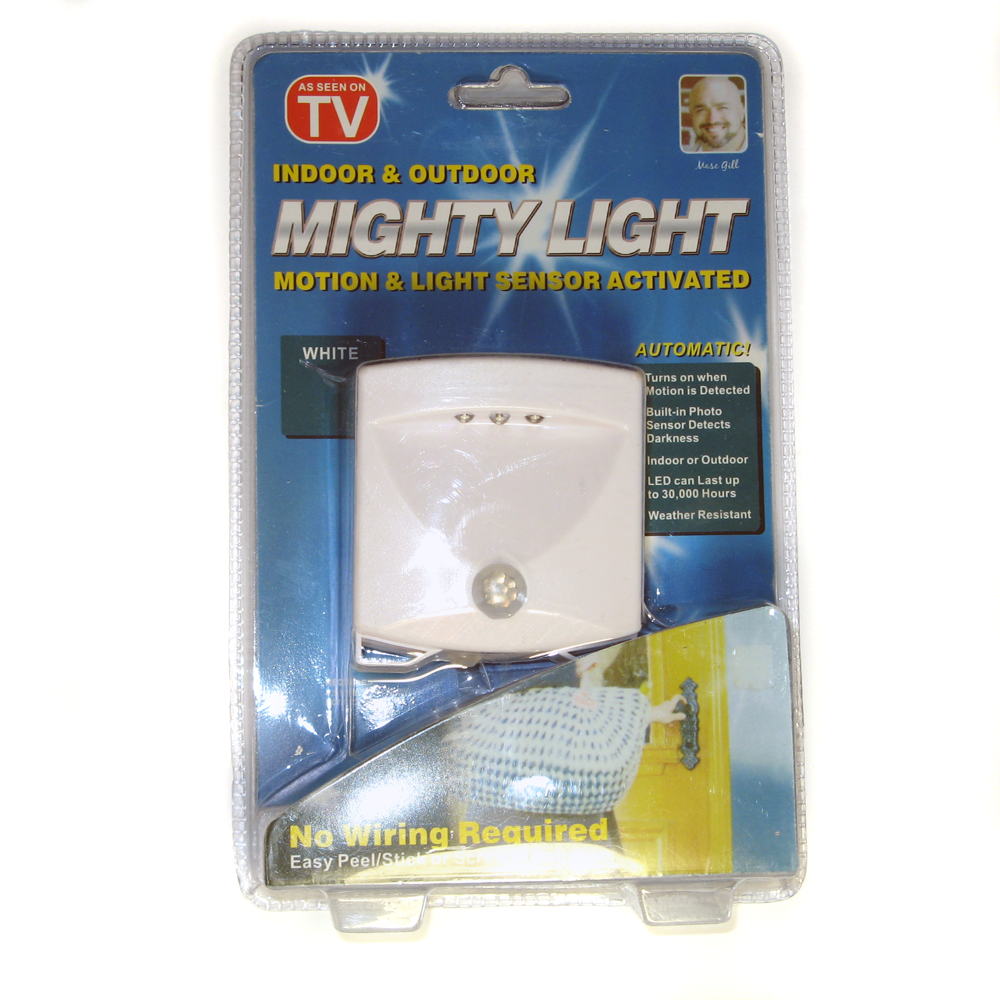 AS SEEN ON
TV
INDOOR & OUTDOOR
MIGHTY LIGHT
MOTION & LIGHT SENSOR ACTIVATED
WHITE
AUTOMATIC!
Turns on when
Motion is Detected
Built-in Photo
Sensor Detects
Darkness
Indoor or Outdoor
LED can Last up
to 30,000 Hours
Weather Resistant
No Wiring Required
Easy Peel/Stick or